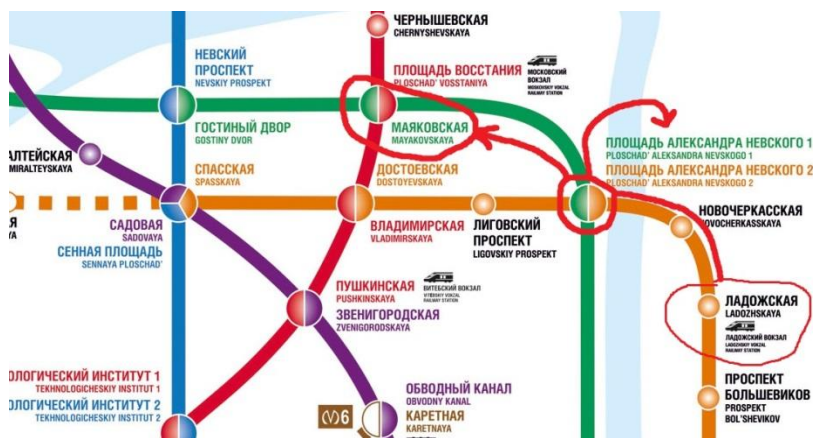 ЧЕРНЫШЕВСКАЯ
CHERNYSHEVSKAYA
НЕВСКИЙ
ПРОСПЕКТ
NEVSKIY PROSPEKT
ПЛОЩАДЬ ВОССТАНИЯ
PLOSCHAD' VOSSTANIYA
МОСКОВСКИЙ
ВОКЗАЛ
MOSKOVSKIY VOKZAL
RAILWAY STATION
ГОСТИНЫЙ ДВОР
GOSTINY DVOR
МАЯКОВСКАЯ
MAYAKOVSKAYA
ПЛОЩАДЬ АЛЕКСАНДРА НЕВСКОГО 1
PLOSCHAD' ALEKSANDRA NEVSKOGO 1
ПЛОЩАДЬ АЛЕКСАНДРА НЕВСКОГО 2
PLOSCHAD' ALEKSANDRA NEVSKOGO 2
АЛТЕЙСКАЯ
MIRALTEYSKAYA
СПАССКАЯ
SPASSKAYA
ДОСТОЕВСКАЯ
DOSTOYEVSKAYA
САДОВАЯ
SADOVAYA
СЕННАЯ ПЛОЩАДЬ
SENNAYA PLOSCHAD'
ВЛАДИМИРСКАЯ
VLADIMIRSKAYA
ЛИГОВСКИЙ
ПРОСПЕКТ
LIGOVSKIY PROSPEKT
НОВОЧЕРКАССКАЯ
NOVOCHERKASSKAYA
ПУШКИНСКАЯ
PUSHKINSKAYA
ВИТЕБСКИЙ ВОКЗАЛ
VITEBSKIY VOKZAL
RAILWAY STATION
ЗВЕНИГОРОДСКАЯ
ZVENIGORODSKAYA
ЛАДОЖСКАЯ
LADOZHSKAYA
ЛАДОЖСКИЙ ВОКЗАЛ
LADOZHSKIY VOKZAL
RAILWAY STATION
ОЛОГИЧЕСКИЙ ИНСТИТУТ 1
TEKHNOLOGICHESKIY INSTITUT 1
ОЛОГИЧЕСКИЙ ИНСТИТУТ 2
TEKHNOLOGICHESKIY INSTITUT 2
ОБВОДНЫЙ КАНАЛ
OBVODNY KANAL
6
КАРЕТНАЯ
KARETNAYA
ПРОСПЕКТ
БОЛЬШЕВИКОВ
PROSPEKT
BOL'SHEVIKOV